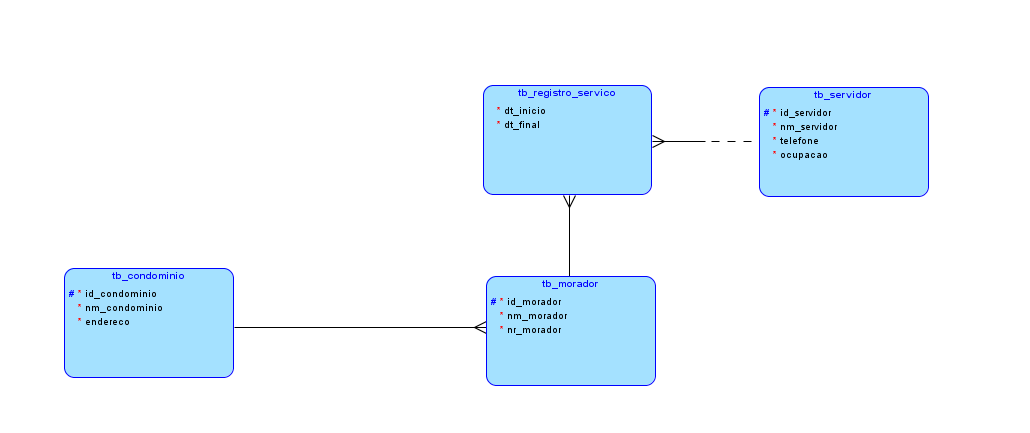 tb_registro_servico
* dt_inicio
* dt_final
tb_servidor
# * id_servidor
* nm_servidor
* telefone
* ocupacao
tb_condominio
# * id_condominio
* nm_condominio
* endereco
tb_morador
# * id_morador
* nm_morador
* nr_morador